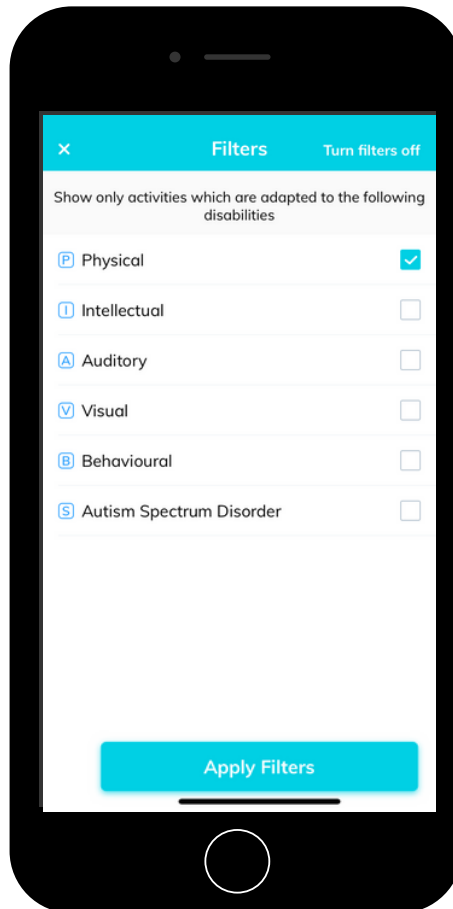 × Filters Turn filters off
Show only activities which are adapted to the following
disabilities
P Physical
I Intellectual
A Auditory
V Visual
B Behavioural
S Autism Spectrum Disorder
Apply Filters